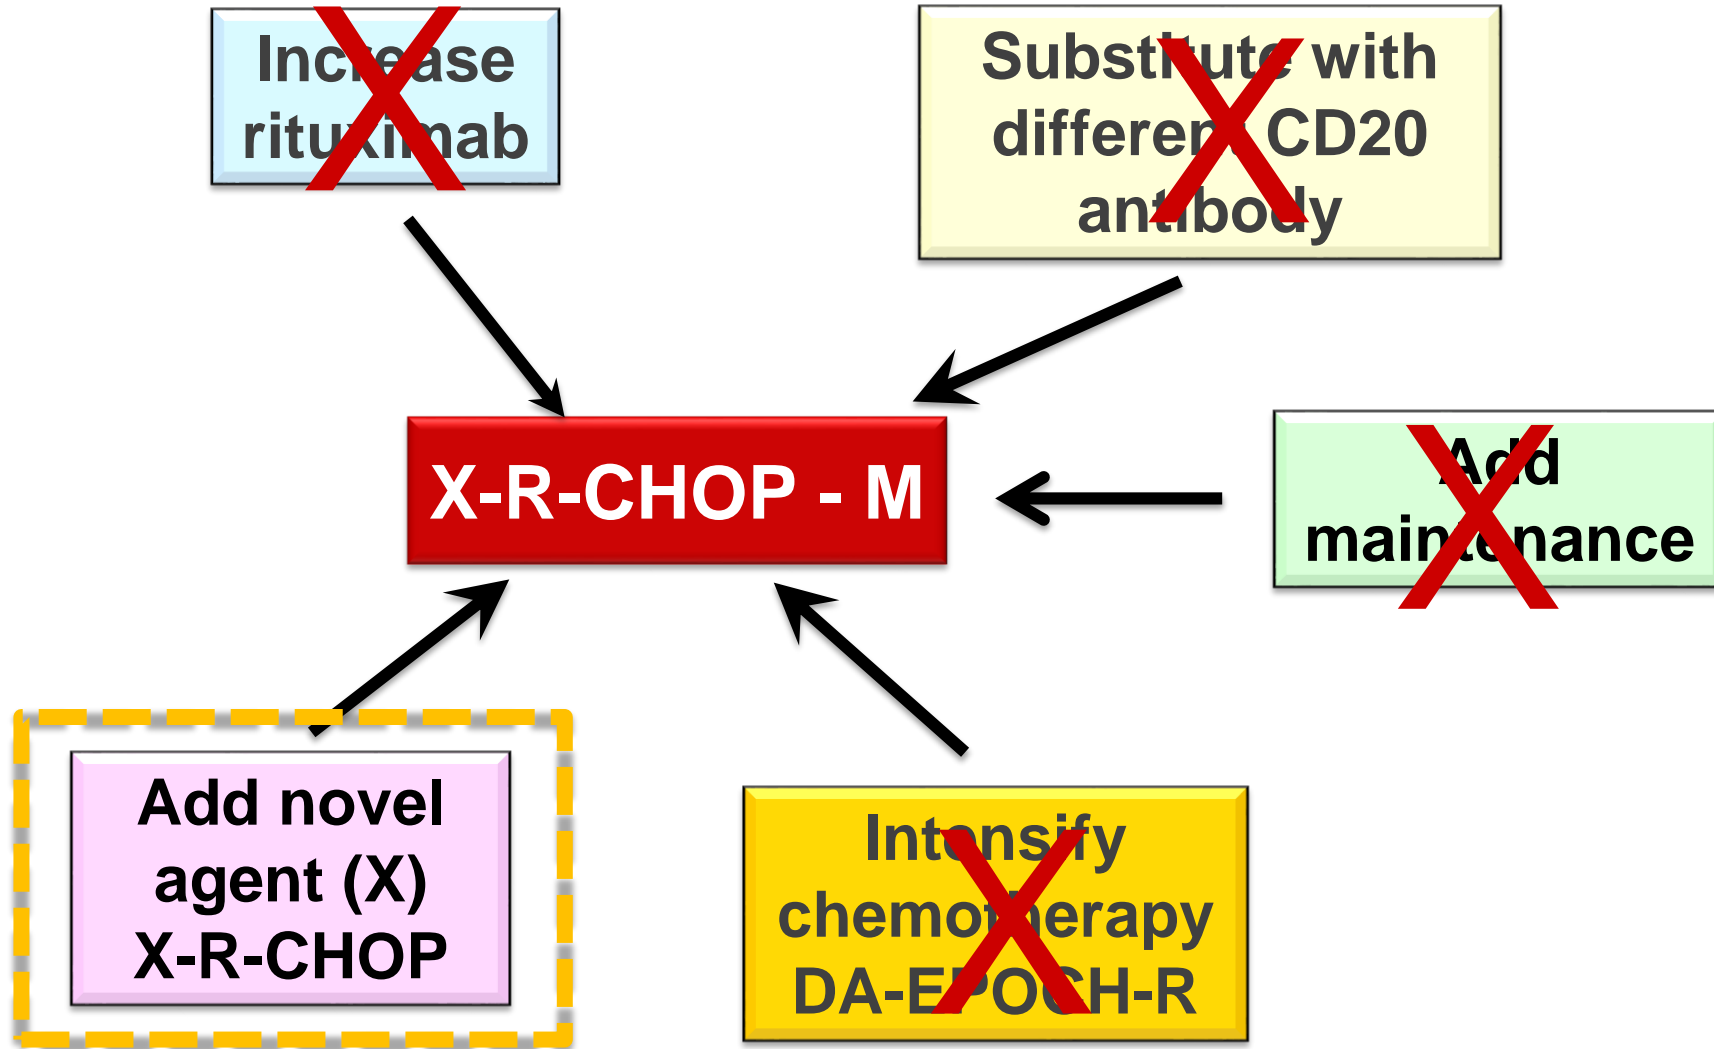 Increase
rituximab
Substitute with
different CD20
antibody
X-R-CHOP - M
Add
maintenance
Add novel
agent (X)
X-R-CHOP
Intensify
chemotherapy
DA-EPOCH-R